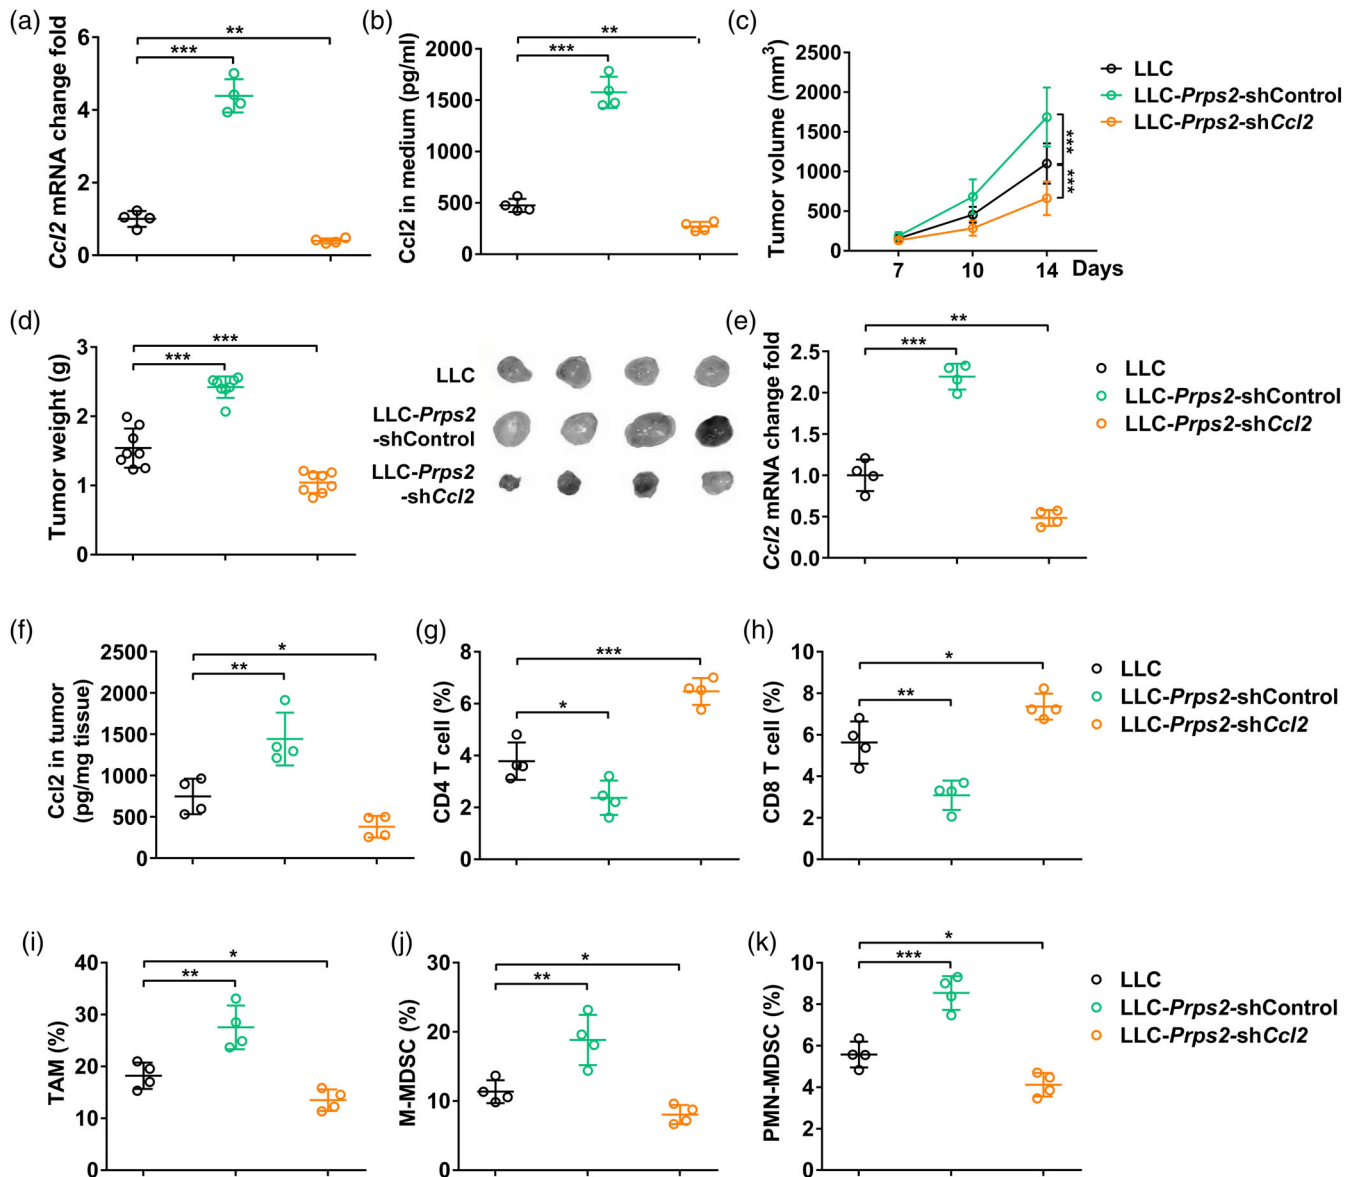 (a)
Ccl2 mRNA change fold
6
4
2
0
***
**
(b)
Ccl2 in medium (pg/ml)
2000
1500
1000
500
0
***
**
(c)
Tumor volume (mm³)
2500
2000
1500
1000
500
0
7 10 14 Days
***
***
LLC
LLC-Prps2-shControl
LLC-Prps2-shCcl2
(d)
Tumor weight (g)
3
2
1
0
***
***
LLC
LLC-Prps2
-shControl
LLC-Prps2
-shCcl2
(e)
Ccl2 mRNA change fold
2.5
2.0
1.5
1.0
0.5
0.0
**
***
LLC
LLC-Prps2-shControl
LLC-Prps2-shCcl2
(f)
Ccl2 in tumor
(pg/mg tissue)
2500
2000
1500
1000
500
0
*
**
(g)
CD4 T cell (%)
8
6
4
2
0
***
*
(h)
CD8 T cell (%)
10
8
6
4
2
0
*
**
LLC
LLC-Prps2-shControl
LLC-Prps2-shCcl2
(i)
TAM (%)
40
30
20
10
0
*
**
(j)
M-MDSC (%)
30
20
10
0
*
**
(k)
PMN-MDSC (%)
10
8
6
4
2
0
*
***
LLC
LLC-Prps2-shControl
LLC-Prps2-shCcl2